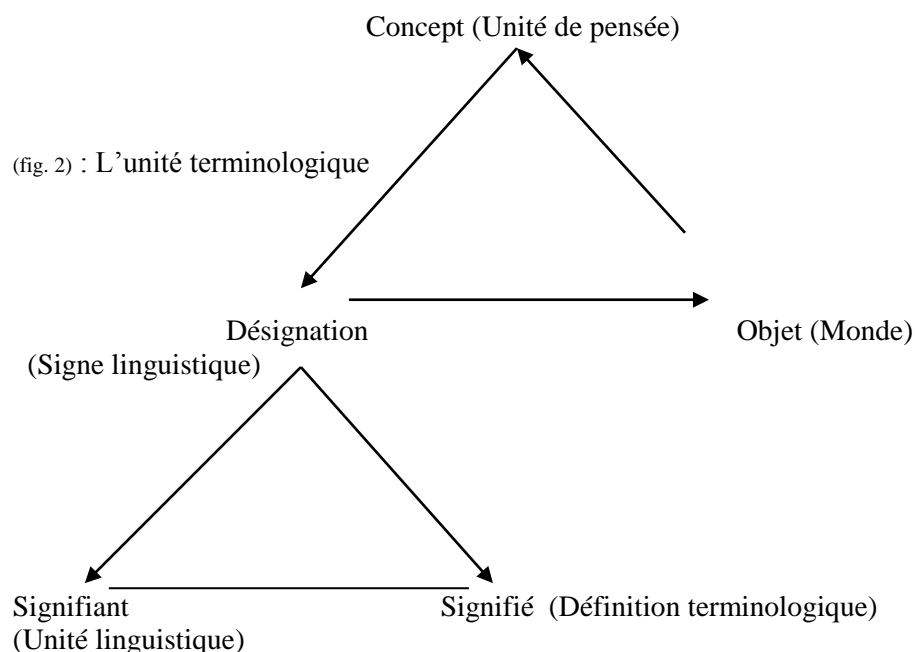 Concept (Unité de pensée)
(fig. 2) : L’unité terminologique
Désignation
Objet (Monde)
(Signe linguistique)
Signifiant
Signifié (Définition terminologique)
(Unité linguistique)